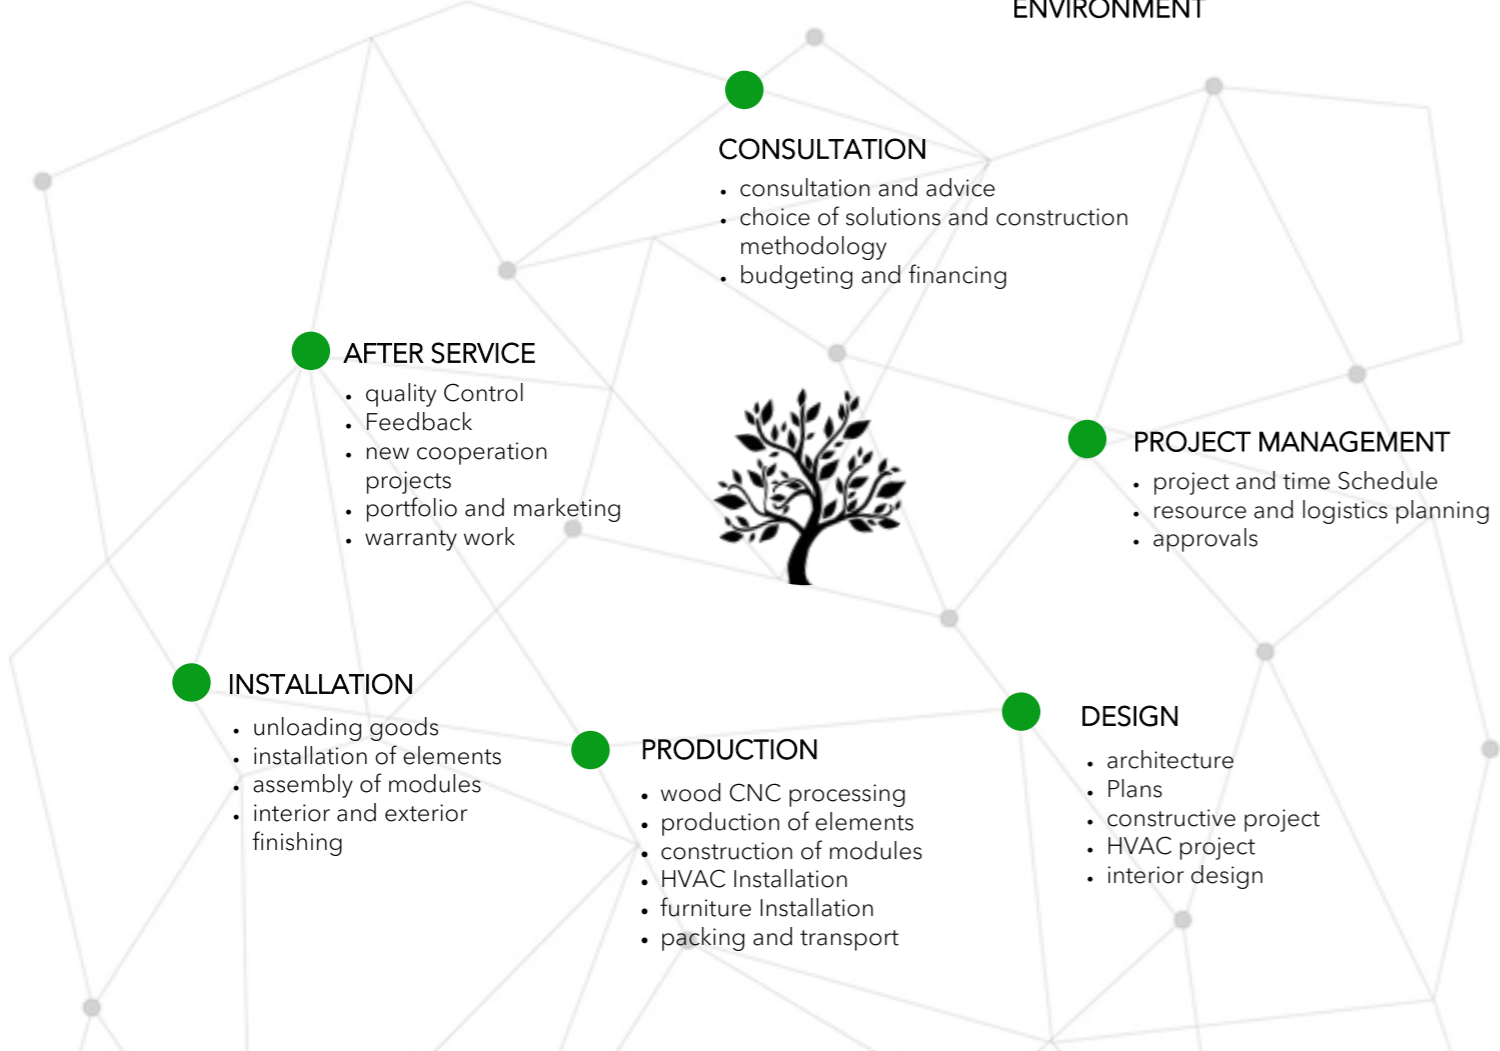 ENVIRONMENT
CONSULTATION
• consultation and advice
• choice of solutions and construction
methodology
• budgeting and financing
AFTER SERVICE
• quality Control
• Feedback
• new cooperation
projects
• portfolio and marketing
• warranty work
PROJECT MANAGEMENT
• project and time Schedule
• resource and logistics planning
• approvals
INSTALLATION
• unloading goods
• installation of elements
• assembly of modules
• interior and exterior
finishing
PRODUCTION
• wood CNC processing
• production of elements
• construction of modules
• HVAC Installation
• furniture Installation
• packing and transport
DESIGN
• architecture
• Plans
• constructive project
• HVAC project
• interior design